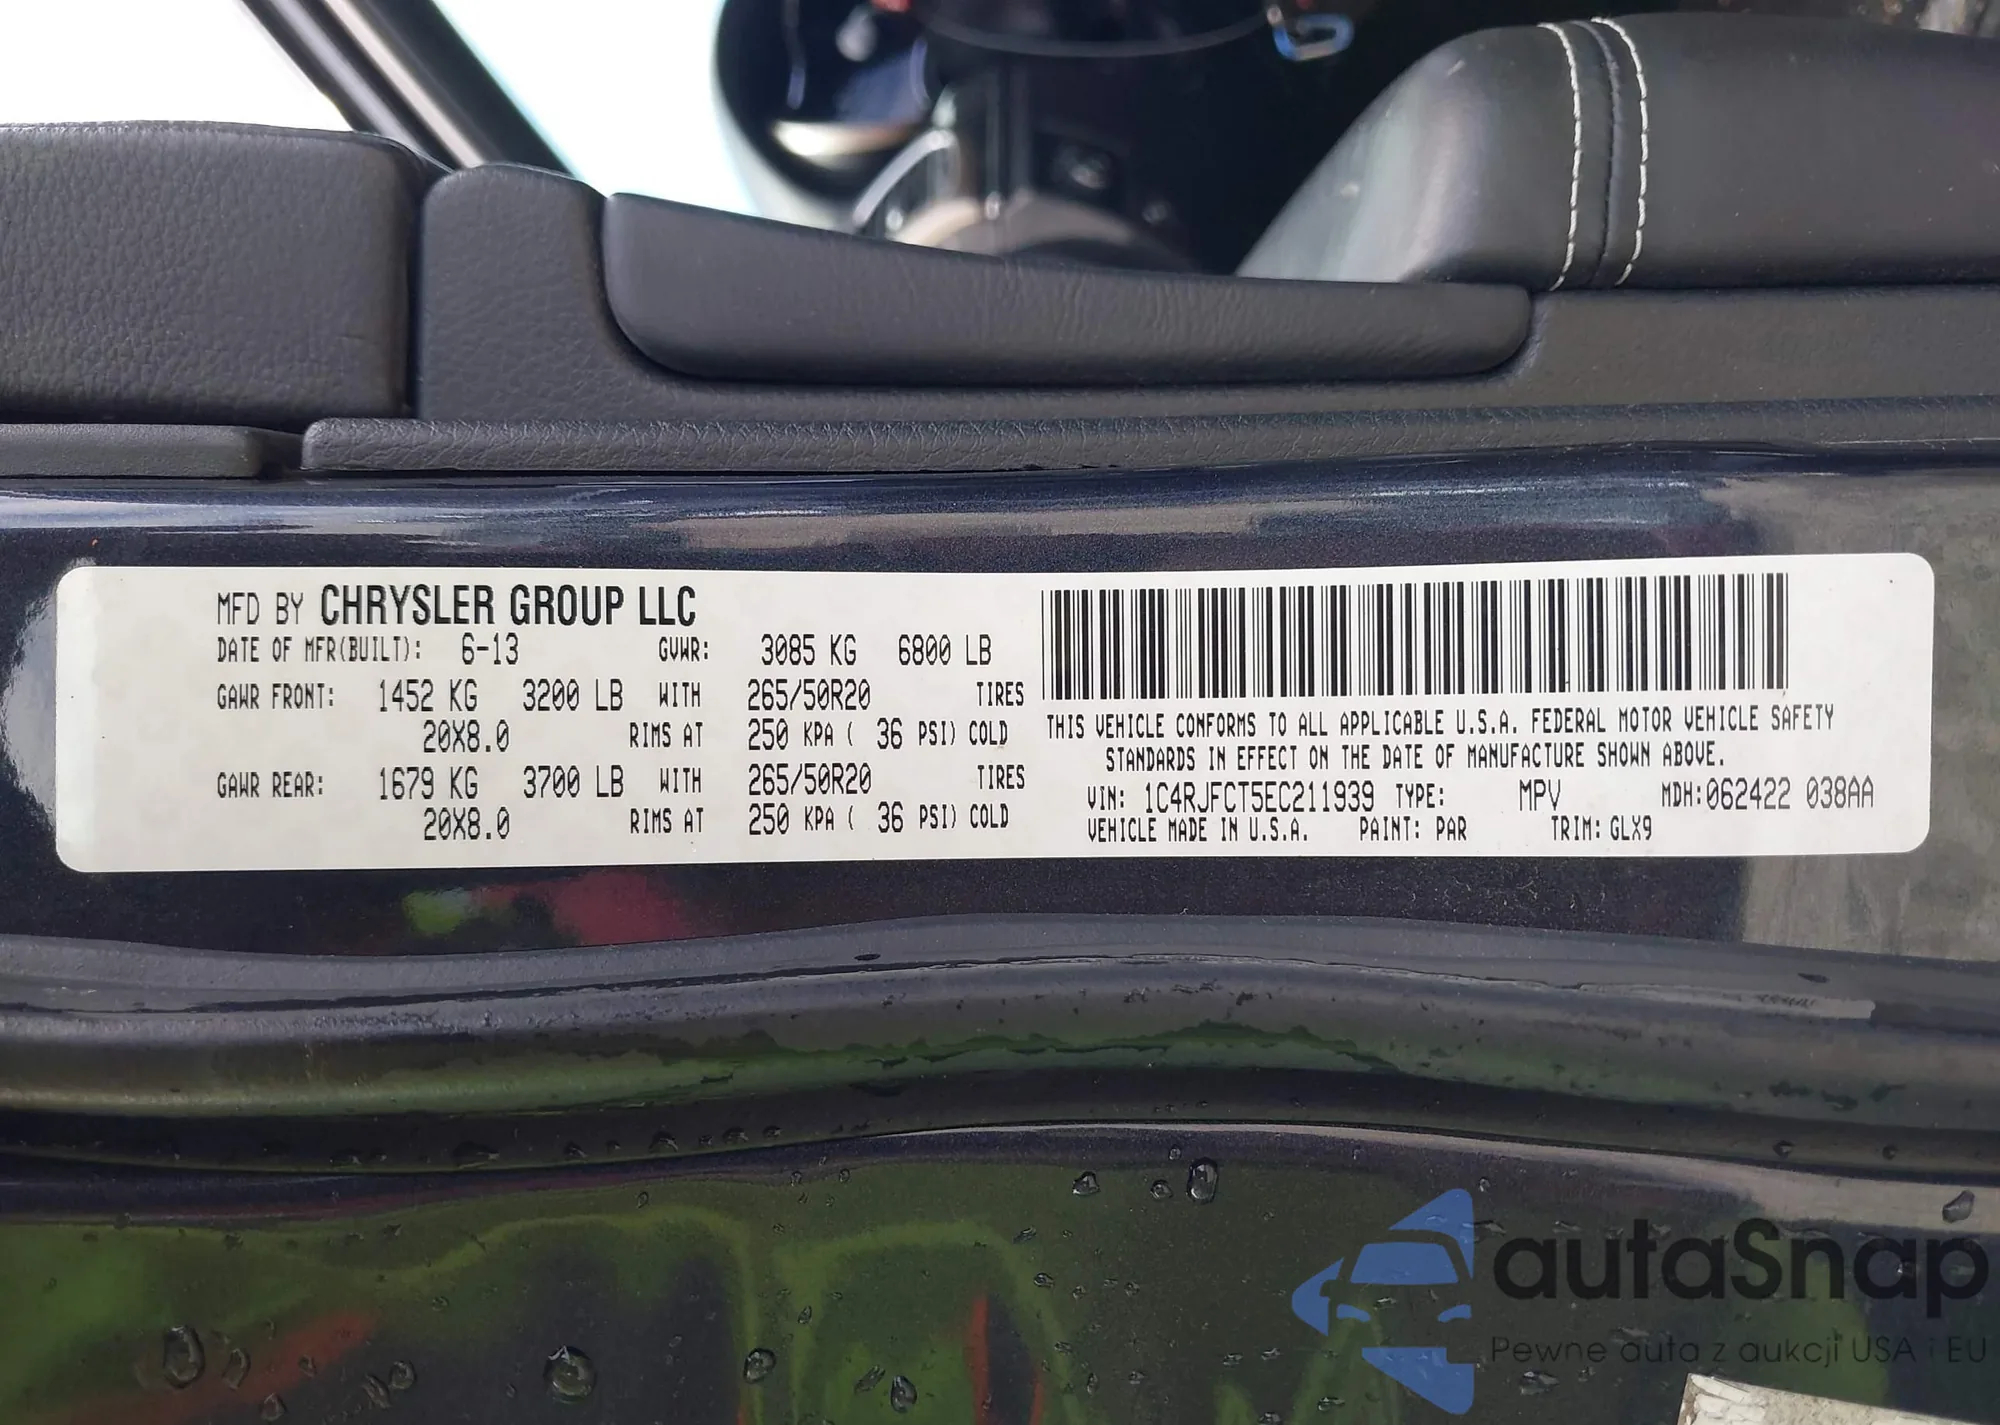 MFD BY CHRYSLER GROUP LLC
DATE OF MFR(BUILT): 6-13 GVWR: 3085 KG 6800 LB
GAWR FRONT: 1452 KG 3200 LB WITH 265/50R20 TIRES
20X8.0 RIMS AT 250 KPA ( 36 PSI) COLD
GAWR REAR: 1679 KG 3700 LB WITH 265/50R20 TIRES
20X8.0 RIMS AT 250 KPA ( 36 PSI) COLD
THIS VEHICLE CONFORMS TO ALL APPLICABLE U.S.A. FEDERAL MOTOR VEHICLE SAFETY
STANDARDS IN EFFECT ON THE DATE OF MANUFACTURE SHOWN ABOVE.
VIN: 1C4RJFCT5EC211939 TYPE: MPV MDH:062422 038AA
VEHICLE MADE IN U.S.A. PAINT: PAR TRIM: GLX9
autaSnap
Pewne auta z aukcji USA i EU